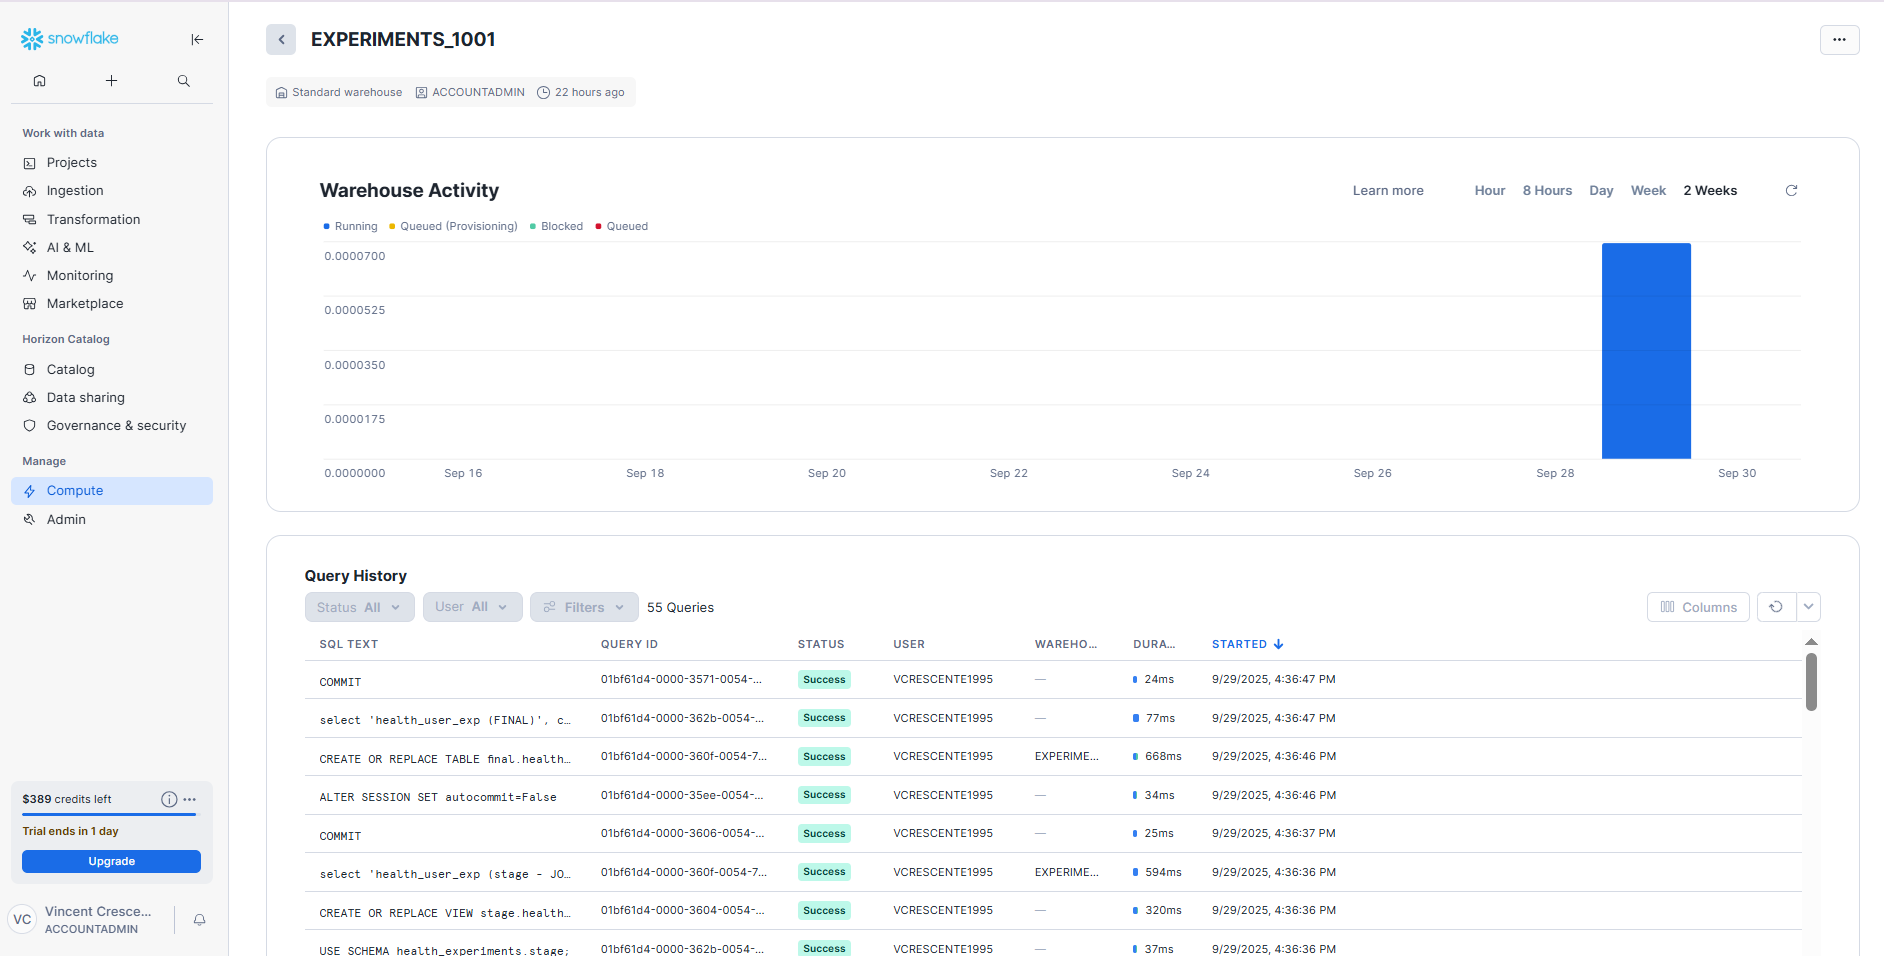 snowflake
Work with data
Projects
Ingestion
Transformation
AI & ML
Monitoring
Marketplace
Horizon Catalog
Catalog
Data sharing
Governance & security
Manage
Compute
Admin
$389 credits left
Trial ends in 1 day
Upgrade
VC
Vincent Cresce...
ACCOUNTADMIN
EXPERIMENTS_1001
Standard warehouse ACCOUNTADMIN 22 hours ago
Warehouse Activity
Learn more Hour 8 Hours Day Week 2 Weeks
Running Queued (Provisioning) Blocked Queued
0.0000700
0.0000525
0.0000350
0.0000175
0.0000000 Sep 16 Sep 18 Sep 20 Sep 22 Sep 24 Sep 26 Sep 28 Sep 30
Query History
Status All User All Filters 55 Queries Columns
SQL TEXT QUERY ID STATUS USER WAREHO... DURA... STARTED
COMMIT 01bf61d4-0000-3571-0054-... Success VCRESCENTE1995 — 24ms 9/29/2025, 4:36:47 PM
select 'health_user_exp (FINAL)', c... 01bf61d4-0000-362b-0054-... Success VCRESCENTE1995 — 77ms 9/29/2025, 4:36:47 PM
CREATE OR REPLACE TABLE final.health... 01bf61d4-0000-360f-0054-7... Success VCRESCENTE1995 EXPERIME... 668ms 9/29/2025, 4:36:46 PM
ALTER SESSION SET autocommit=False 01bf61d4-0000-35ee-0054-... Success VCRESCENTE1995 — 34ms 9/29/2025, 4:36:46 PM
COMMIT 01bf61d4-0000-3606-0054-... Success VCRESCENTE1995 — 25ms 9/29/2025, 4:36:37 PM
select 'health_user_exp (stage - JO... 01bf61d4-0000-360f-0054-7... Success VCRESCENTE1995 EXPERIME... 594ms 9/29/2025, 4:36:36 PM
CREATE OR REPLACE VIEW stage.health... 01bf61d4-0000-3604-0054-... Success VCRESCENTE1995 — 320ms 9/29/2025, 4:36:36 PM
USE SCHEMA health_experiments.stage; 01bf61d4-0000-362b-0054-... Success VCRESCENTE1995 — 37ms 9/29/2025, 4:36:36 PM